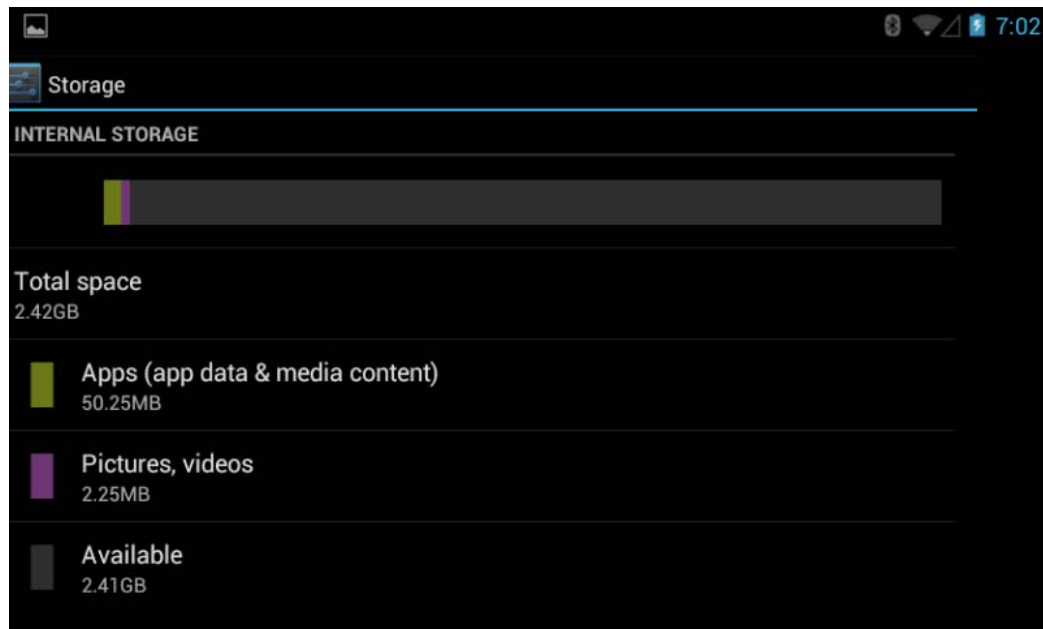 7:02
Storage
INTERNAL STORAGE
Total space
2.42GB
Apps (app data & media content)
50.25MB
Pictures, videos
2.25MB
Available
2.41GB